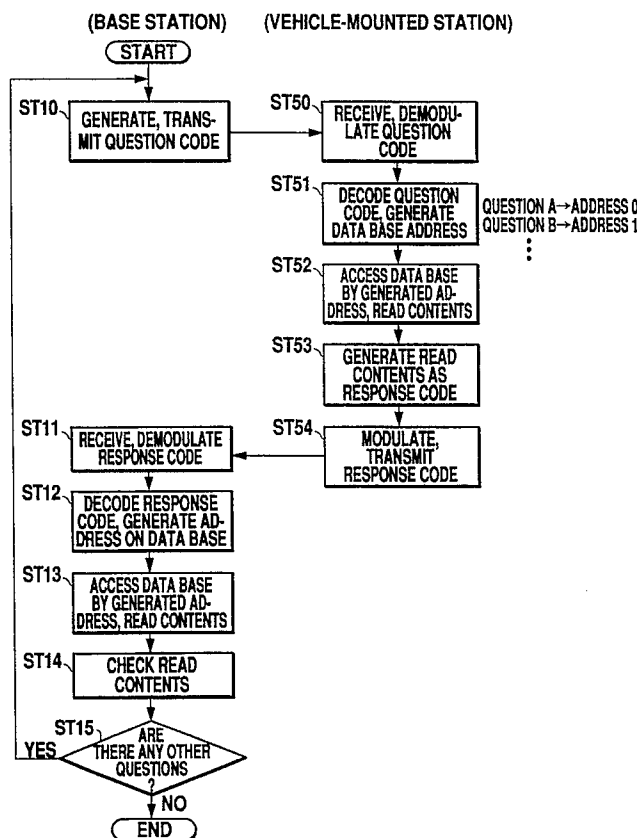 (BASE STATION) (VEHICLE-MOUNTED STATION)
START
ST10
GENERATE, TRANS-
MIT QUESTION CODE
ST50
RECEIVE, DEMODU-
LATE QUESTION
CODE
ST51
DECODE QUESTION
CODE, GENERATE
DATA BASE ADDRESS
QUESTION A→ADDRESS 0
QUESTION B→ADDRESS 1
⋮
ST52
ACCESS DATA BASE
BY GENERATED AD-
DRESS, READ CONTENTS
ST53
GENERATE READ
CONTENTS AS
RESPONSE CODE
ST54
MODULATE,
TRANSMIT
RESPONSE CODE
ST11
RECEIVE, DEMODULATE
RESPONSE CODE
ST12
DECODE RESPONSE
CODE, GENERATE AD-
DRESS ON DATA BASE
ST13
ACCESS DATA BASE
BY GENERATED AD-
DRESS, READ CONTENTS
ST14
CHECK READ
CONTENTS
ST15
ARE
THERE ANY OTHER
QUESTIONS
?
YES
NO
END